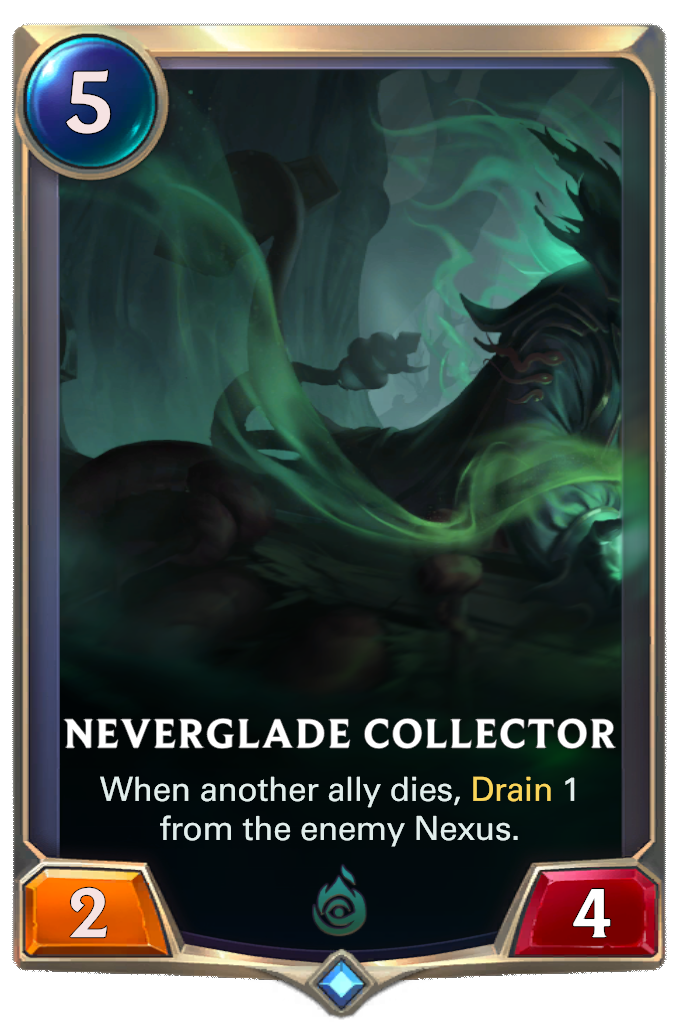 5
NEVERGLADE COLLECTOR
When another ally dies, Drain 1
from the enemy Nexus.
2
4